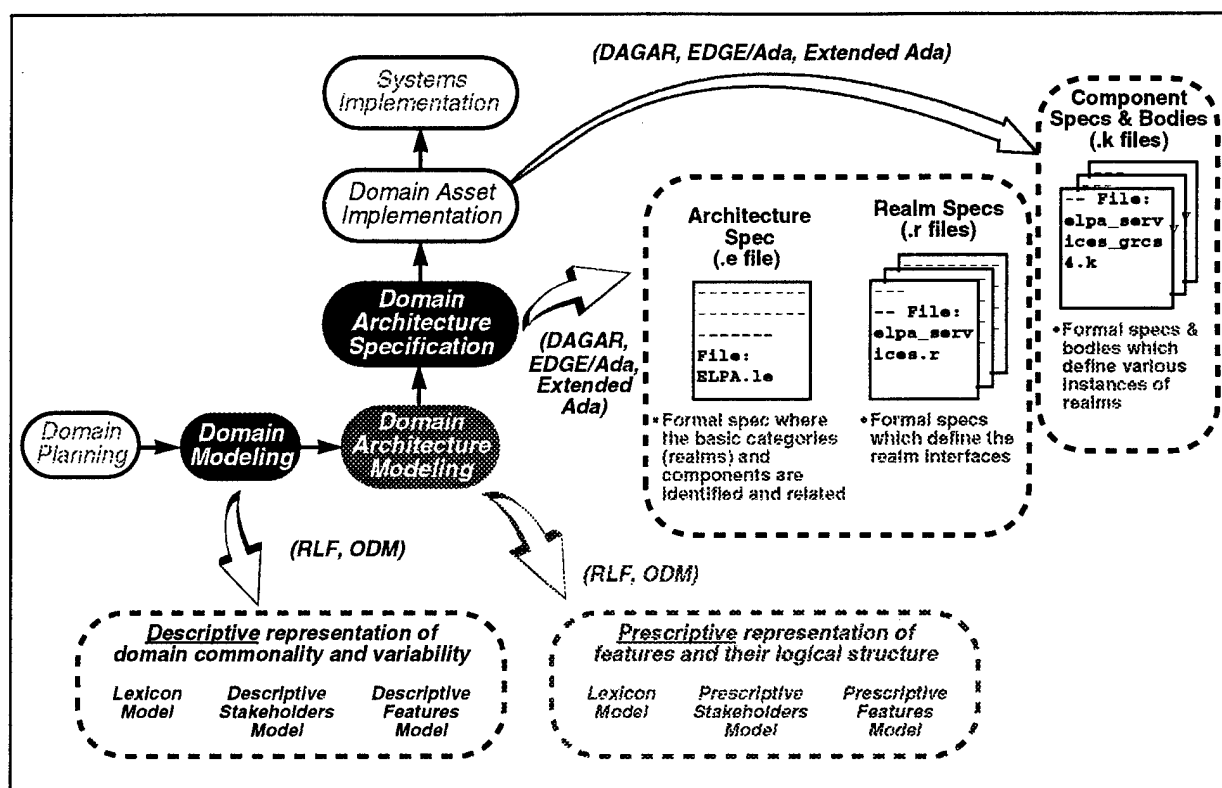 (DAGAR, EDGE/Ada, Extended Ada)
Systems
Implementation
Component
Specs & Bodies
(.k files)
-- File:
elpa_serv
ices_grcs
4.k
•Formal specs &
bodies which
define various
instances of
realms
Domain Asset
Implementation
Architecture
Spec
(.e file)
File:
ELPA.le
•Formal spec where
the basic categories
(realms) and
components are
identified and related
Realm Specs
(.r files)
-- File:
elpa_serv
ices.r
•Formal specs
which define the
realm interfaces
Domain
Architecture
Specification
(DAGAR,
EDGE/Ada,
Extended
Ada)
Domain
Planning
Domain
Modeling
Domain
Architecture
Modeling
(RLF, ODM)
(RLF, ODM)
Descriptive representation of
domain commonality and variability
Lexicon
Model
Descriptive
Stakeholders
Model
Descriptive
Features
Model
Prescriptive representation of
features and their logical structure
Lexicon
Model
Prescriptive
Stakeholders
Model
Prescriptive
Features
Model